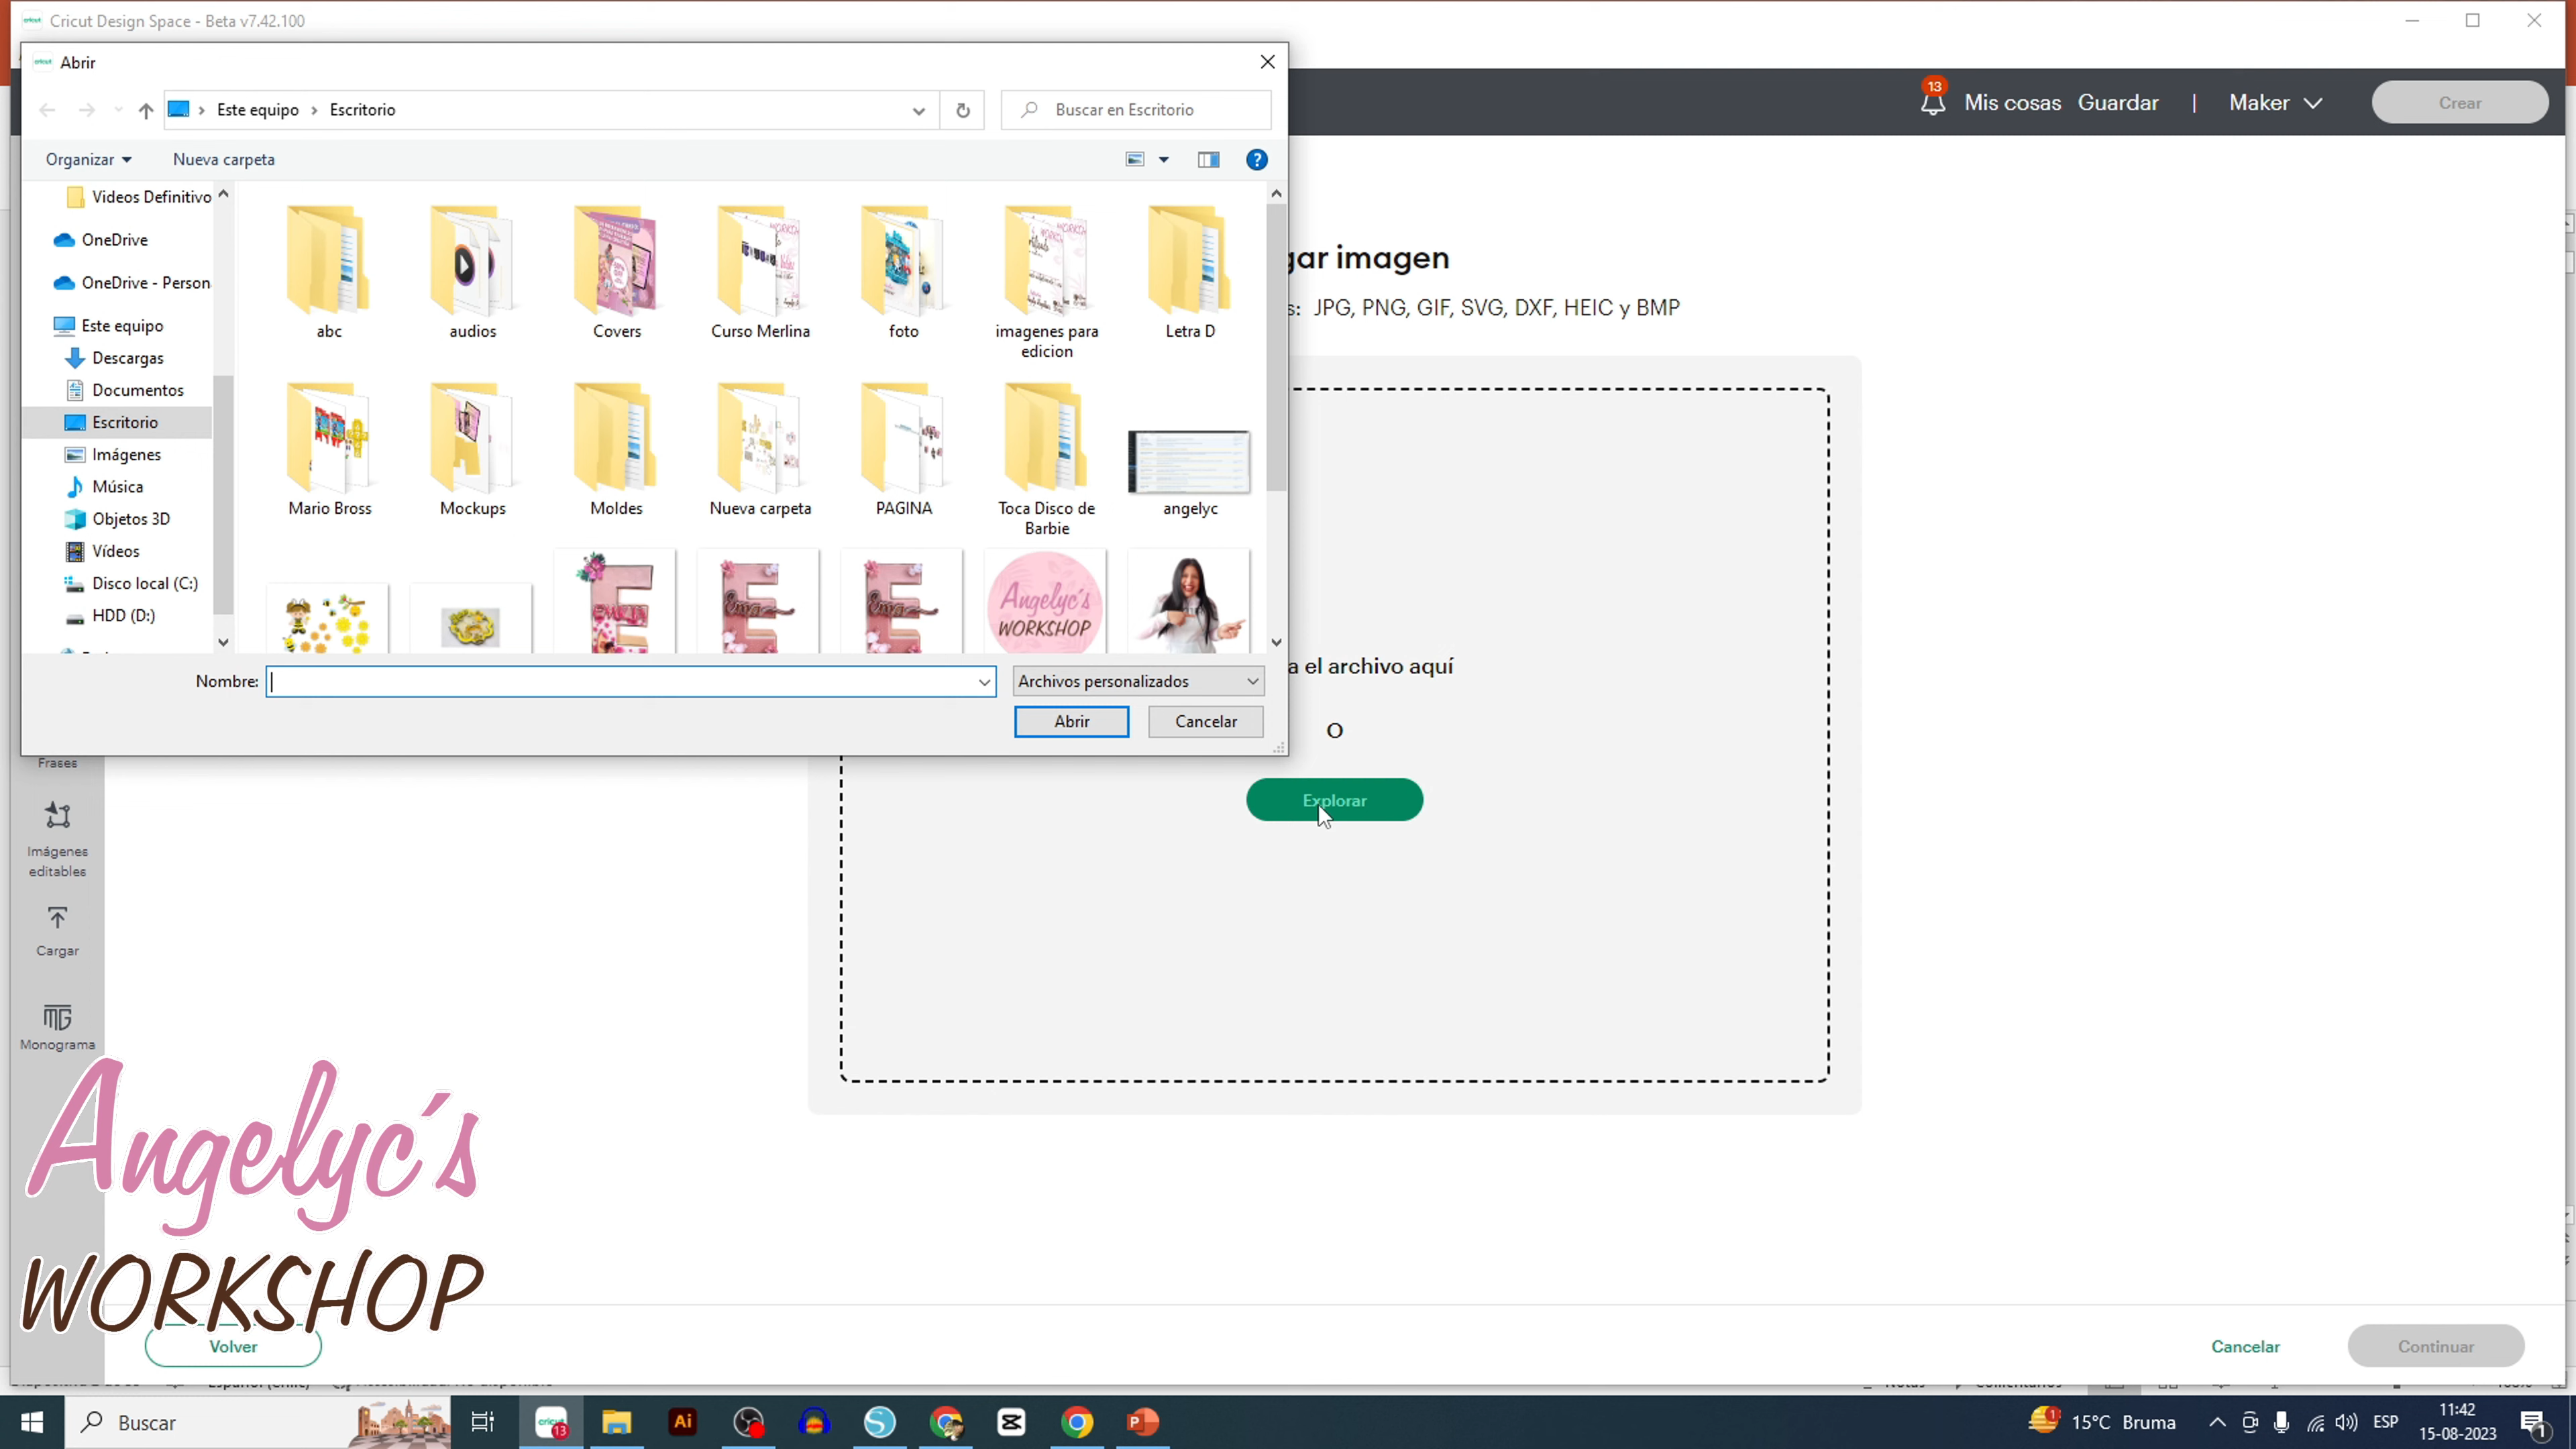 Cricut Design Space - Beta v7.42.100
Abrir
Este equipo
Escritorio
Buscar en Escritorio
13
Mis cosas
Guardar
|
Maker
Crear
Organizar
Nueva carpeta
Videos Definitivo
OneDrive
OneDrive - Person
Este equipo
Descargas
Documentos
Escritorio
Imágenes
Música
Objetos 3D
Vídeos
Disco local (C:)
HDD (D:)
abc
audios
Covers
Curso Merlina
foto
imagenes para
edicion
Letra D
Mario Bross
Mockups
Moldes
Nueva carpeta
PAGINA
Toca Disco de
Barbie
angelyc
Angelyc's
WORKSHOP
Nombre:
Archivos personalizados
Abrir
Cancelar
gar imagen
s: JPG, PNG, GIF, SVG, DXF, HEIC y BMP
a el archivo aquí
O
Explorar
Frases
Imágenes
editables
Cargar
Monograma
Angelyc´s
WORKSHOP
Volver
Cancelar
Continuar
Buscar
cricut
13
Ai
1
15°C Bruma
ESP
11:42
15-08-2023
1